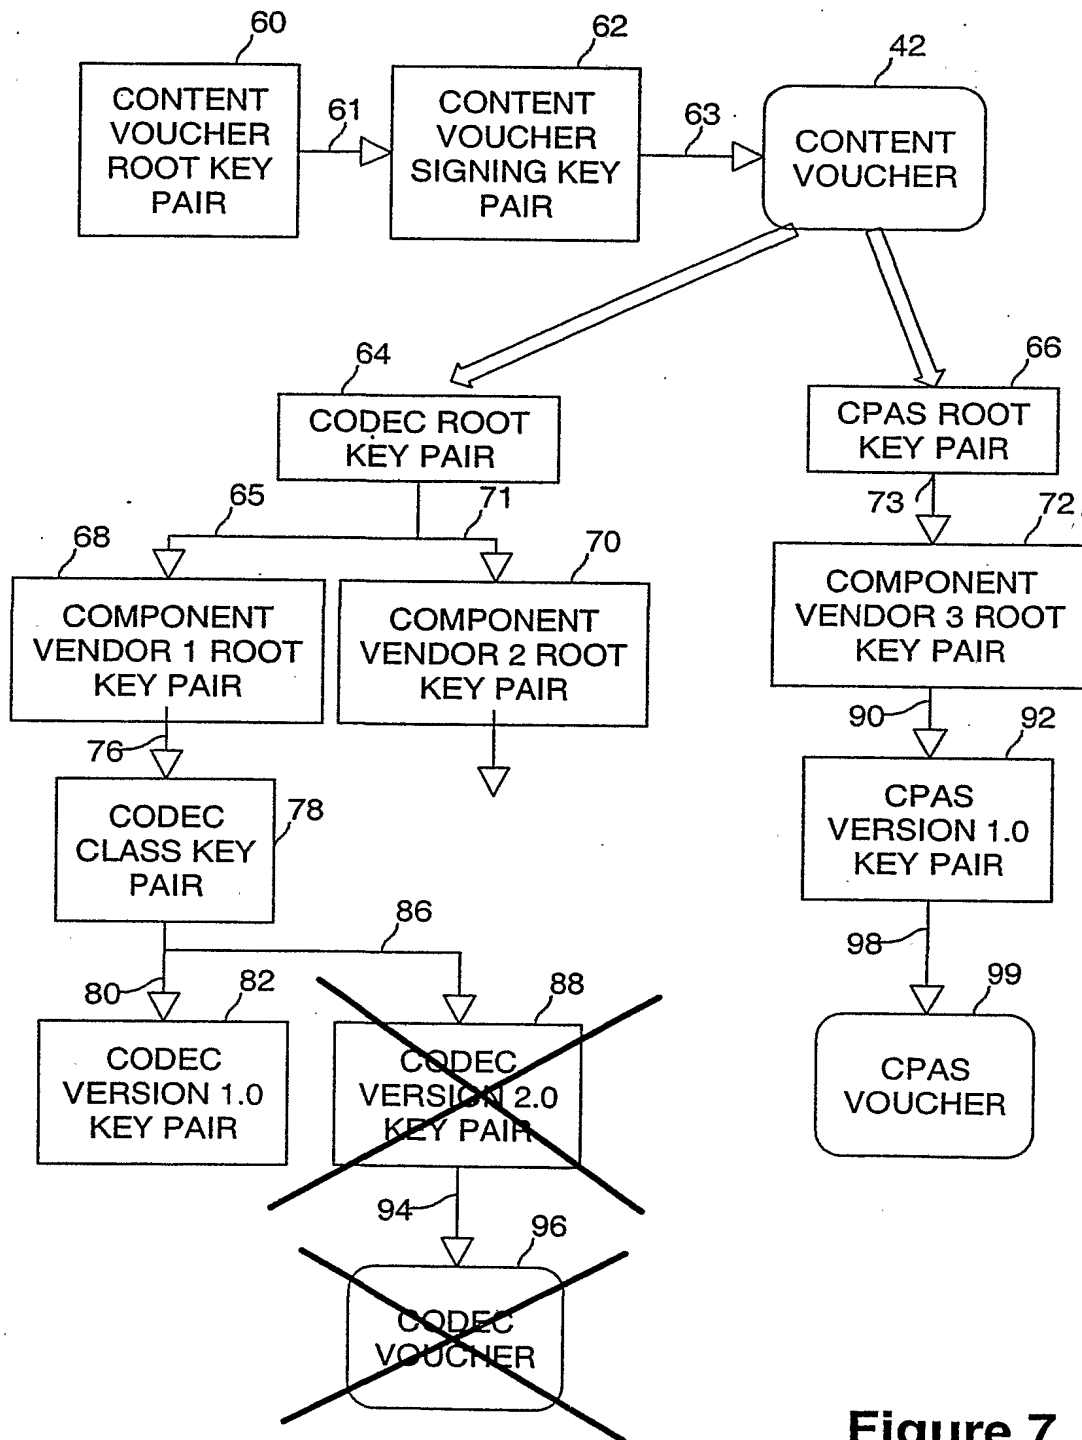 60
62
42
CONTENT
VOUCHER
ROOT KEY
PAIR
61
CONTENT
VOUCHER
SIGNING KEY
PAIR
63
CONTENT
VOUCHER
64
66
CODEC ROOT
KEY PAIR
CPAS ROOT
KEY PAIR
65
71
73
72
68
70
COMPONENT
VENDOR 1 ROOT
KEY PAIR
COMPONENT
VENDOR 2 ROOT
KEY PAIR
COMPONENT
VENDOR 3 ROOT
KEY PAIR
76
90
92
CODEC
CLASS KEY
PAIR
78
CPAS
VERSION 1.0
KEY PAIR
86
98
80
82
88
99
CODEC
VERSION 1.0
KEY PAIR
CODEC
VERSION 2.0
KEY PAIR
CPAS
VOUCHER
94
96
CODEC
VOUCHER
Figure 7